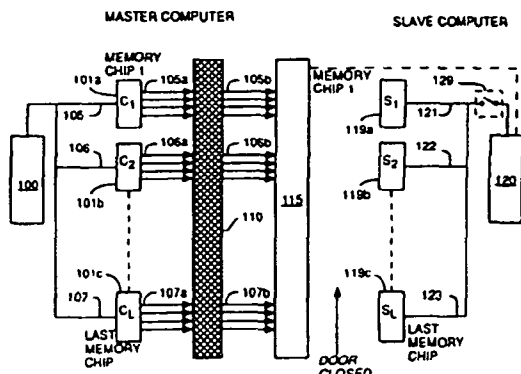 MASTER COMPUTER
SLAVE COMPUTER
MEMORY CHIP 1
101a
105a
105b
MEMORY CHIP 1
129
C1
S1
105
121
119a
106
106a
106b
S2
122
100
C2
115
120
101b
119b
110
101c
107a
107b
119c
107
CL
SL
123
LAST MEMORY CHIP
LAST MEMORY CHIP
DOOR CLOSED